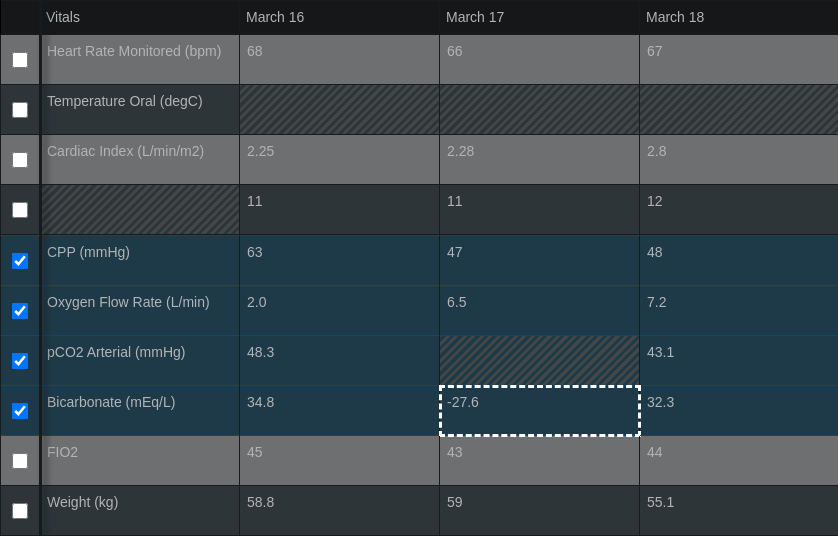 Vitals March 16 March 17 March 18
Heart Rate Monitored (bpm) 68 66 67
Temperature Oral (degC)
Cardiac Index (L/min/m2) 2.25 2.28 2.8
11 11 12
CPP (mmHg) 63 47 48
Oxygen Flow Rate (L/min) 2.0 6.5 7.2
pCO2 Arterial (mmHg) 48.3 43.1
Bicarbonate (mEq/L) 34.8 -27.6 32.3
FIO2 45 43 44
Weight (kg) 58.8 59 55.1